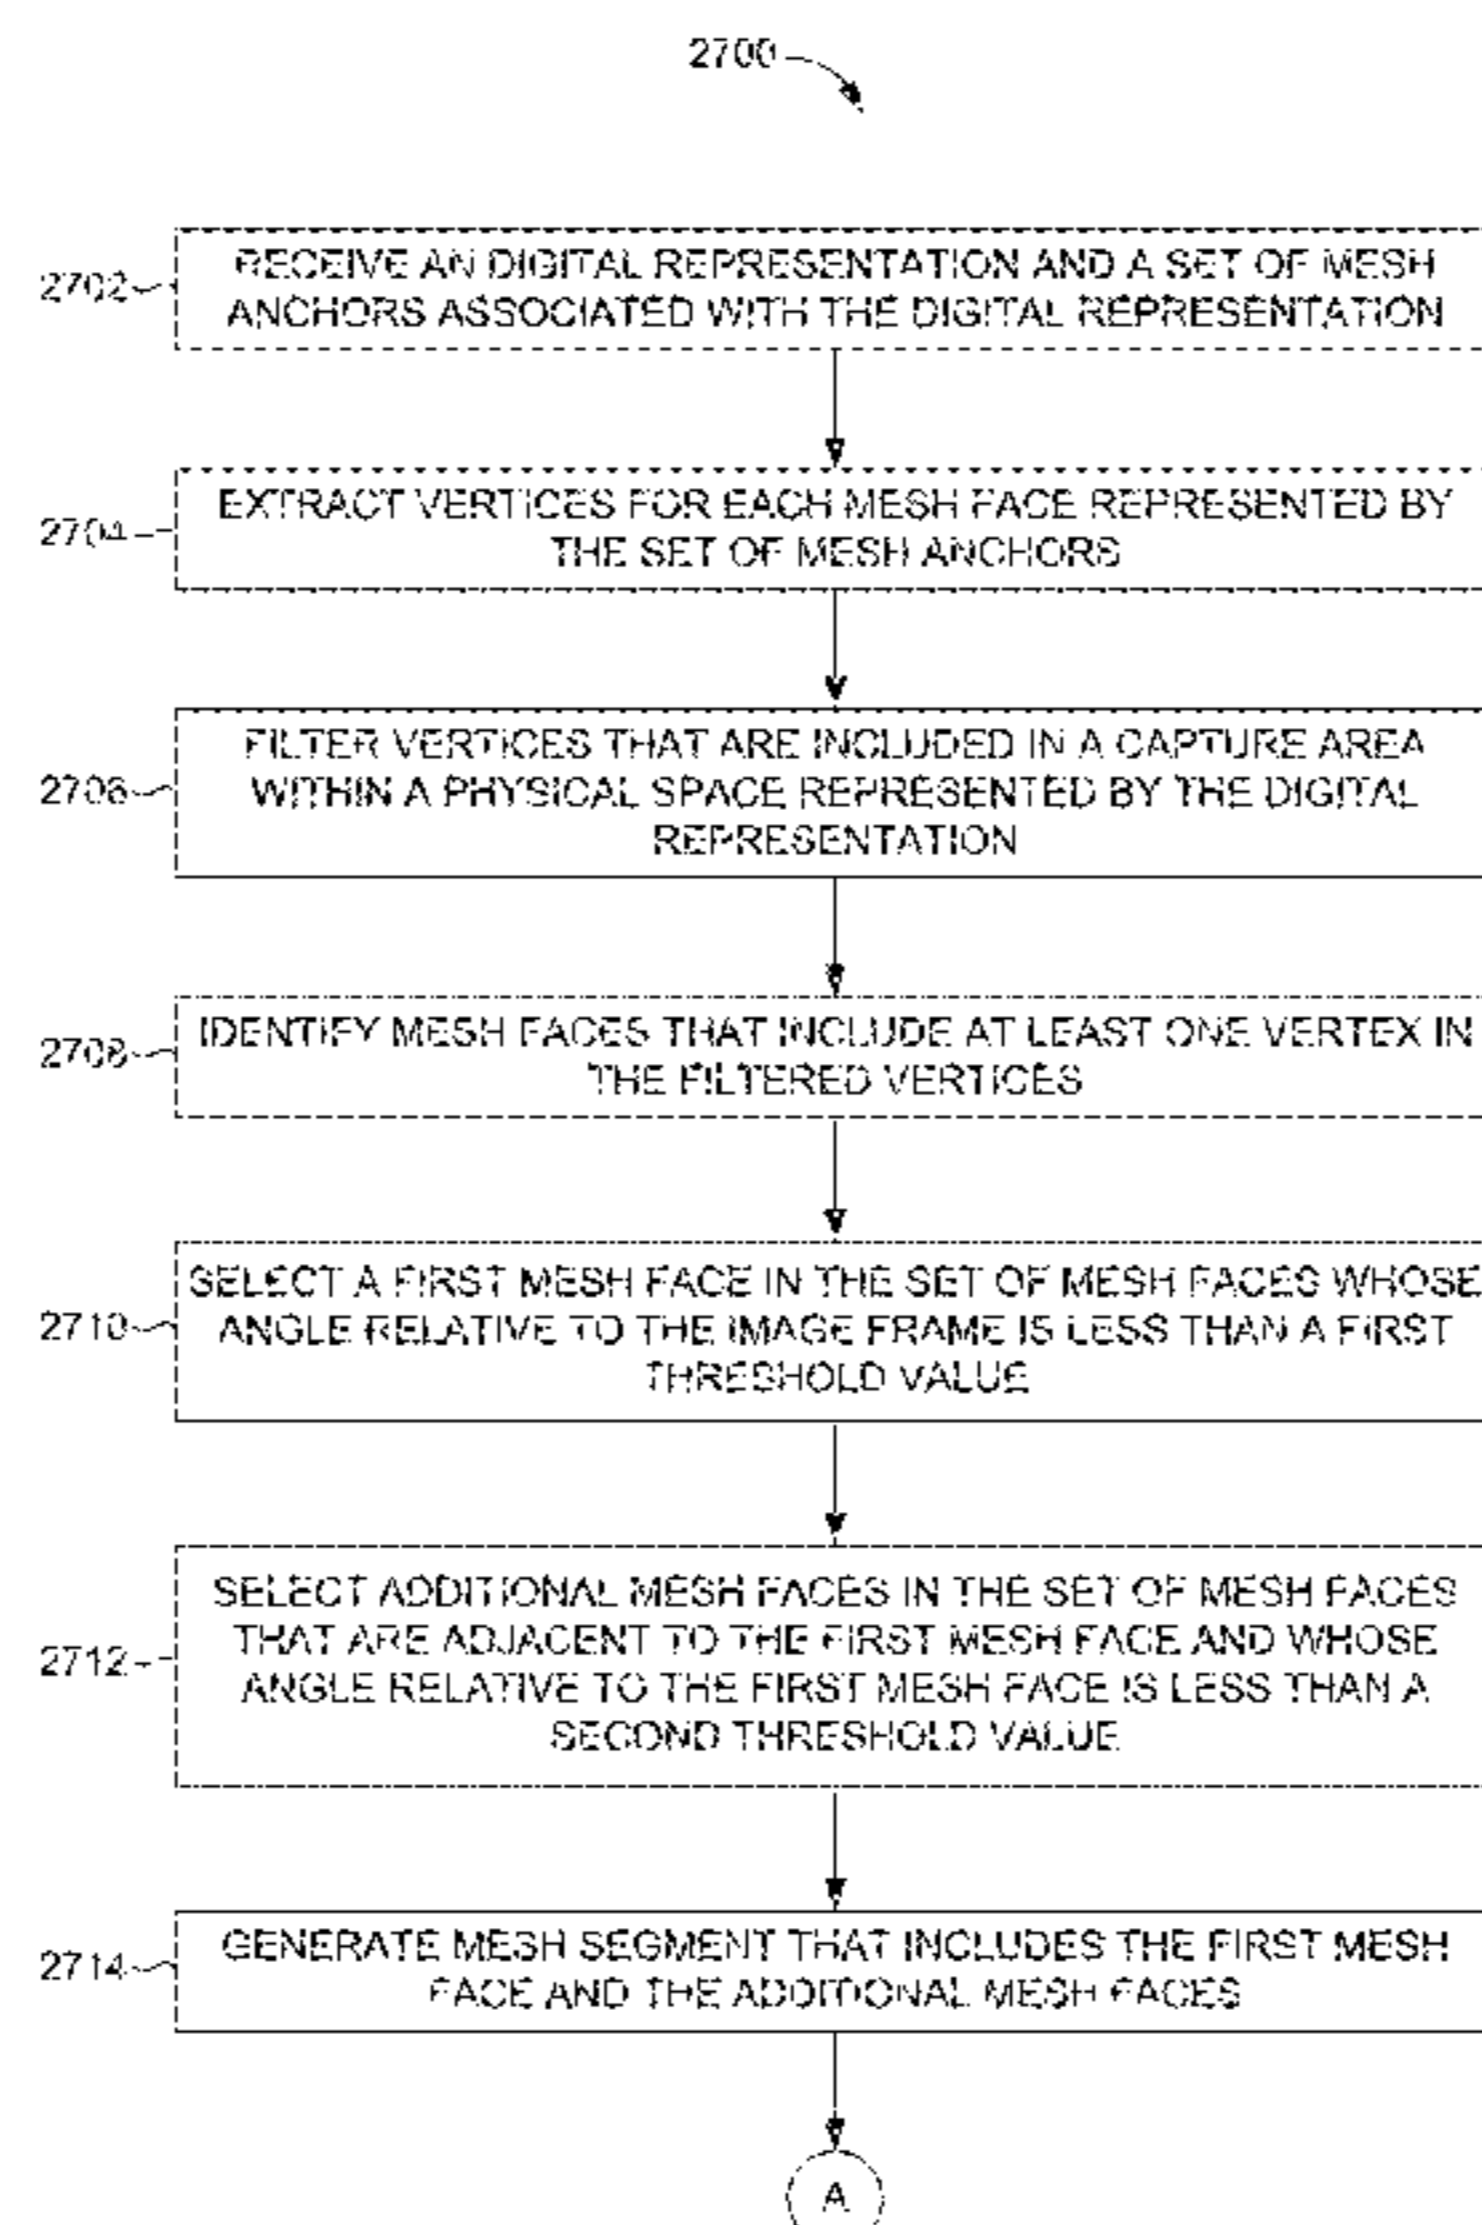 2700
2702
RECEIVE AN DIGITAL REPRESENTATION AND A SET OF MESH
ANCHORS ASSOCIATED WITH THE DIGITAL REPRESENTATION
2704
EXTRACT VERTICES FOR EACH MESH FACE REPRESENTED BY
THE SET OF MESH ANCHORS
2706
FILTER VERTICES THAT ARE INCLUDED IN A CAPTURE AREA
WITHIN A PHYSICAL SPACE REPRESENTED BY THE DIGITAL
REPRESENTATION
2708
IDENTIFY MESH FACES THAT INCLUDE AT LEAST ONE VERTEX IN
THE FILTERED VERTICES
2710
SELECT A FIRST MESH FACE IN THE SET OF MESH FACES WHOSE
ANGLE RELATIVE TO THE IMAGE FRAME IS LESS THAN A FIRST
THRESHOLD VALUE
2712
SELECT ADDITIONAL MESH FACES IN THE SET OF MESH FACES
THAT ARE ADJACENT TO THE FIRST MESH FACE AND WHOSE
ANGLE RELATIVE TO THE FIRST MESH FACE IS LESS THAN A
SECOND THRESHOLD VALUE
2714
GENERATE MESH SEGMENT THAT INCLUDES THE FIRST MESH
FACE AND THE ADDITIONAL MESH FACES
A